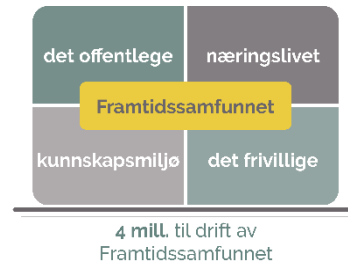 det offentlege
næringslivet
Framtidssamfunnet
kunnskapsmiljø
det frivillige
4 mill. til drift av
Framtidssamfunnet